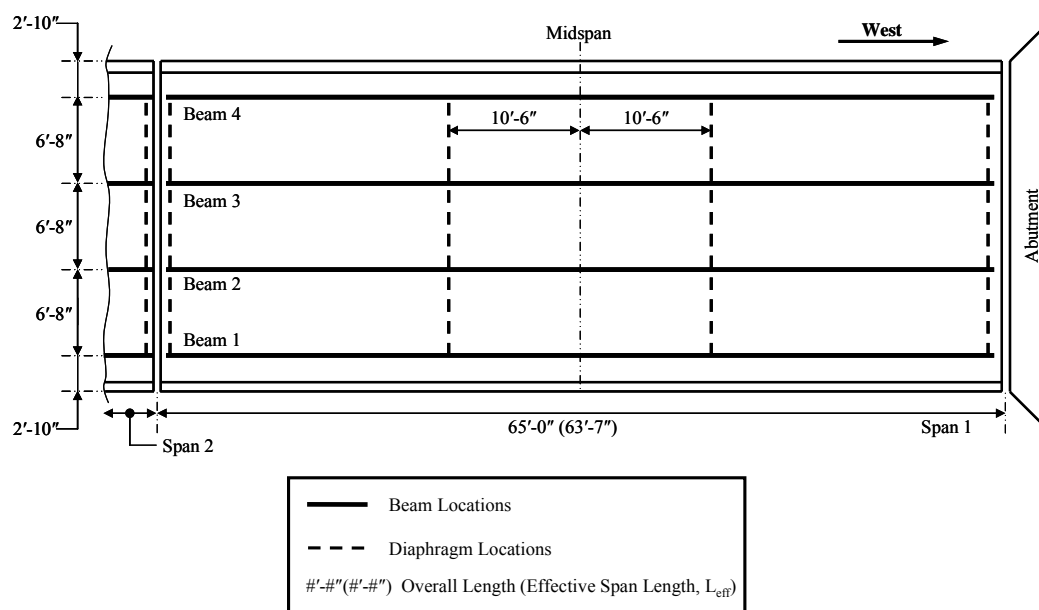 2′-10″
Midspan
West
Beam 4
10′-6″
10′-6″
6′-8″
Beam 3
6′-8″
Beam 2
6′-8″
Beam 1
Abutment
2′-10″
65′-0″ (63′-7″)
Span 1
Span 2
Beam Locations
Diaphragm Locations
#′-#″(#′-#″) Overall Length (Effective Span Length, Leff)